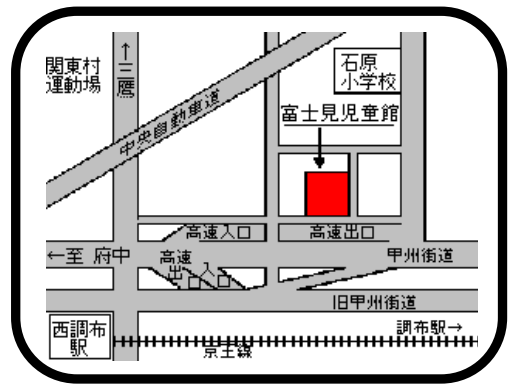 関東村
運動場
↑三鷹
石原
小学校
中央自動車道
富士見児童館
高速入口
高速出口
←至 府中
高速
出口
入口
甲州街道
旧甲州街道
西調布
駅
調布駅→
京王線